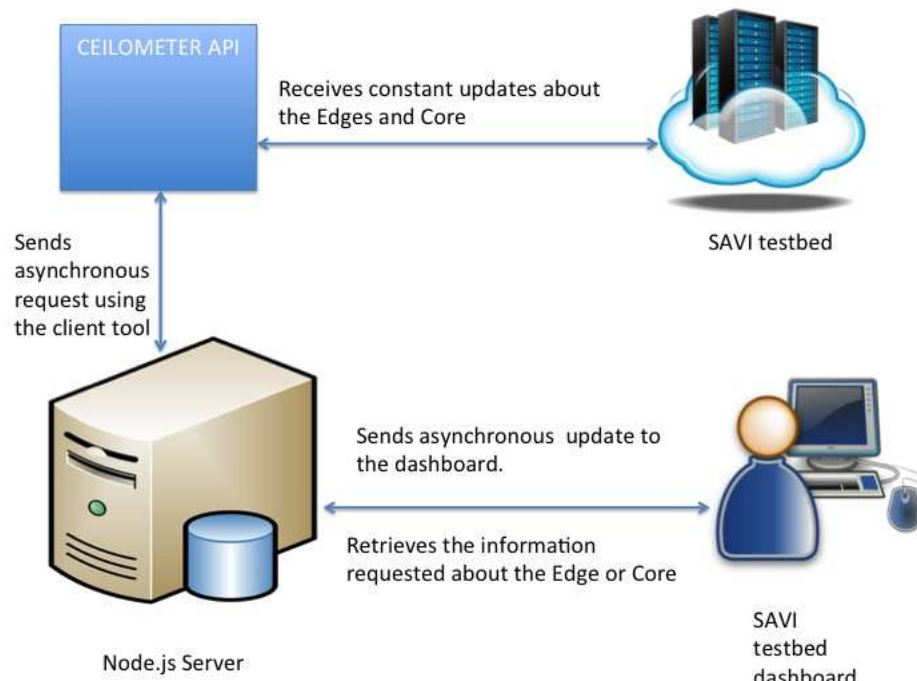 CEILOMETER API
Receives constant updates about
the Edges and Core
SAVI testbed
Sends
asynchronous
request using
the client tool
Sends asynchronous update to
the dashboard.
Retrieves the information
requested about the Edge or Core
Node.js Server
SAVI
testbed
dashboard